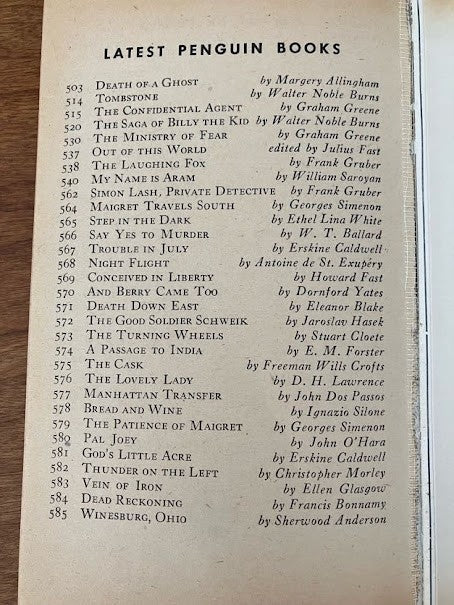 LATEST PENGUIN BOOKS
503 DEATH OF A GHOST by Margery Allingham
514 TOMBSTONE by Walter Noble Burns
515 THE CONFIDENTIAL AGENT by Graham Greene
520 THE SAGA OF BILLY THE KID by Walter Noble Burns
530 THE MINISTRY OF FEAR by Graham Greene
537 OUT OF THIS WORLD edited by Julius Fast
538 THE LAUGHING FOX by Frank Gruber
540 MY NAME IS ARAM by William Saroyan
562 SIMON LASH, PRIVATE DETECTIVE by Frank Gruber
564 MAIGRET TRAVELS SOUTH by Georges Simenon
565 STEP IN THE DARK by Ethel Lina White
566 SAY YES TO MURDER by W. T. Ballard
567 TROUBLE IN JULY by Erskine Caldwell
568 NIGHT FLIGHT by Antoine de St. Exupéry
569 CONCEIVED IN LIBERTY by Howard Fast
570 AND BERRY CAME TOO by Dornford Yates
571 DEATH DOWN EAST by Eleanor Blake
572 THE GOOD SOLDIER SCHWEIK by Jaroslav Hasek
573 THE TURNING WHEELS by Stuart Cloete
574 A PASSAGE TO INDIA by E. M. Forster
575 THE CASK by Freeman Wills Crofts
576 THE LOVELY LADY by D. H. Lawrence
577 MANHATTAN TRANSFER by John Dos Passos
578 BREAD AND WINE by Ignazio Silone
579 THE PATIENCE OF MAIGRET by Georges Simenon
580 PAL JOEY by John O'Hara
581 GOD'S LITTLE ACRE by Erskine Caldwell
582 THUNDER ON THE LEFT by Christopher Morley
583 VEIN OF IRON by Ellen Glasgow
584 DEAD RECKONING by Francis Bonnamy
585 WINESBURG, OHIO by Sherwood Anderson